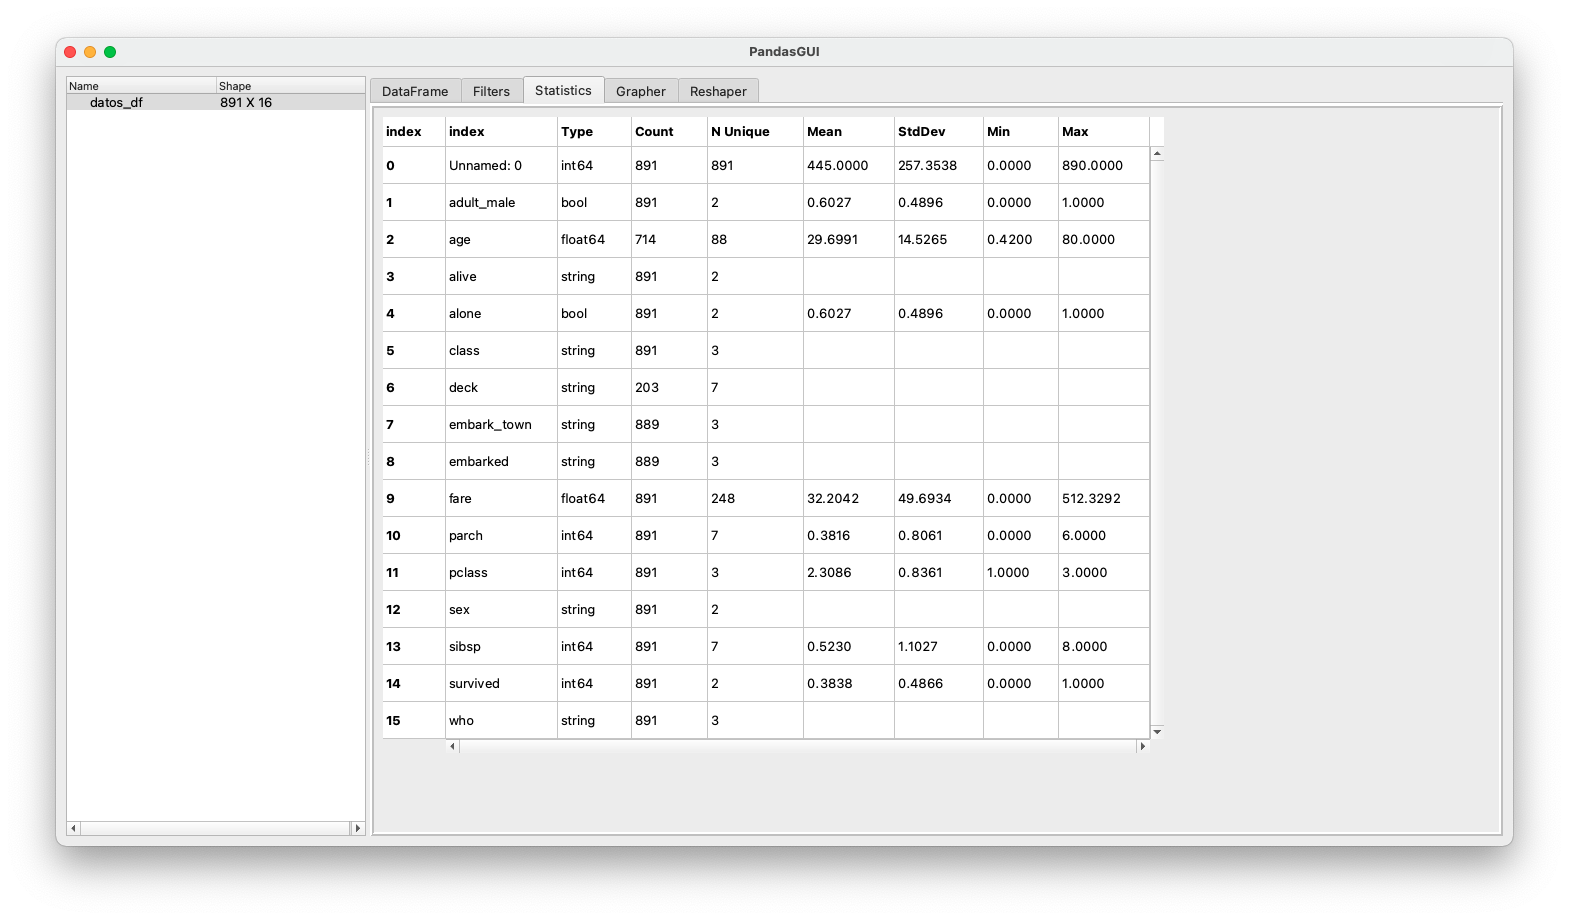 PandasGUI
Name Shape
datos_df 891 X 16
DataFrame Filters Statistics Grapher Reshaper
index index Type Count N Unique Mean StdDev Min Max
0 Unnamed: 0 int64 891 891 445.0000 257.3538 0.0000 890.0000
1 adult_male bool 891 2 0.6027 0.4896 0.0000 1.0000
2 age float64 714 88 29.6991 14.5265 0.4200 80.0000
3 alive string 891 2
4 alone bool 891 2 0.6027 0.4896 0.0000 1.0000
5 class string 891 3
6 deck string 203 7
7 embark_town string 889 3
8 embarked string 889 3
9 fare float64 891 248 32.2042 49.6934 0.0000 512.3292
10 parch int64 891 7 0.3816 0.8061 0.0000 6.0000
11 pclass int64 891 3 2.3086 0.8361 1.0000 3.0000
12 sex string 891 2
13 sibsp int64 891 7 0.5230 1.1027 0.0000 8.0000
14 survived int64 891 2 0.3838 0.4866 0.0000 1.0000
15 who string 891 3